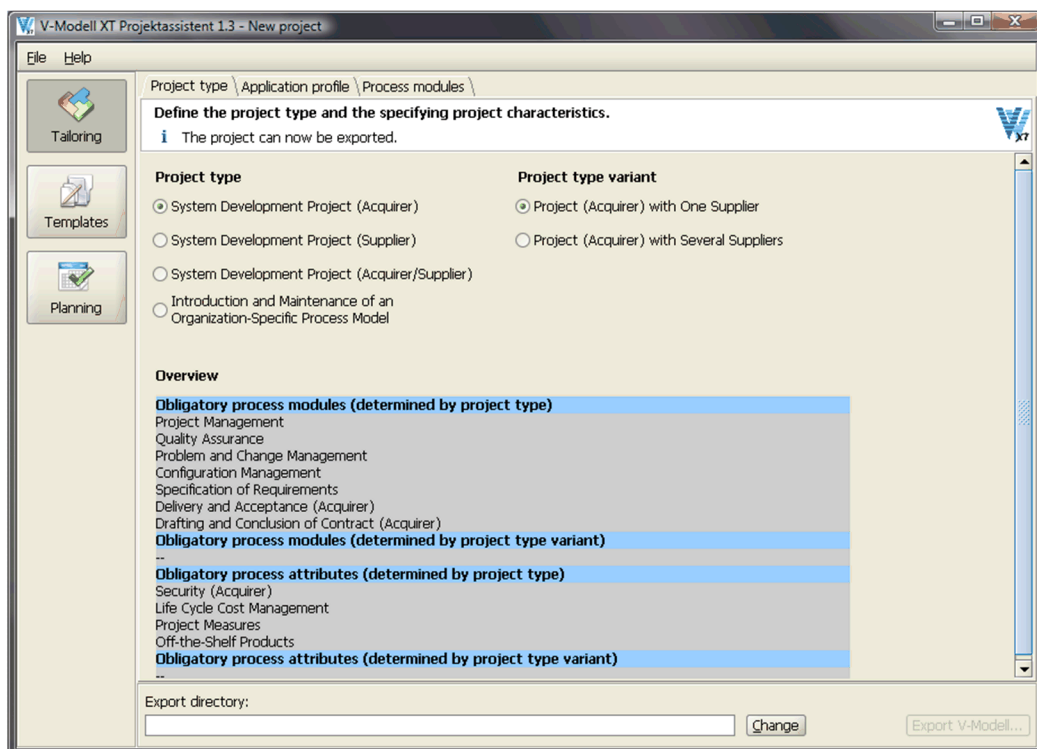 V-Modell XT Projektassistent 1.3 - New project
File Help
Project type Application profile Process modules
Tailoring
Define the project type and the specifying project characteristics.
i The project can now be exported.
XT
Templates
Planning
Project type
System Development Project (Acquirer)
System Development Project (Supplier)
System Development Project (Acquirer/Supplier)
Introduction and Maintenance of an
Organization-Specific Process Model
Project type variant
Project (Acquirer) with One Supplier
Project (Acquirer) with Several Suppliers
Overview
Obligatory process modules (determined by project type)
Project Management
Quality Assurance
Problem and Change Management
Configuration Management
Specification of Requirements
Delivery and Acceptance (Acquirer)
Drafting and Conclusion of Contract (Acquirer)
Obligatory process modules (determined by project type variant)
--
Obligatory process attributes (determined by project type)
Security (Acquirer)
Life Cycle Cost Management
Project Measures
Off-the-Shelf Products
Obligatory process attributes (determined by project type variant)
--
Export directory:
Change
Export V-Modell...